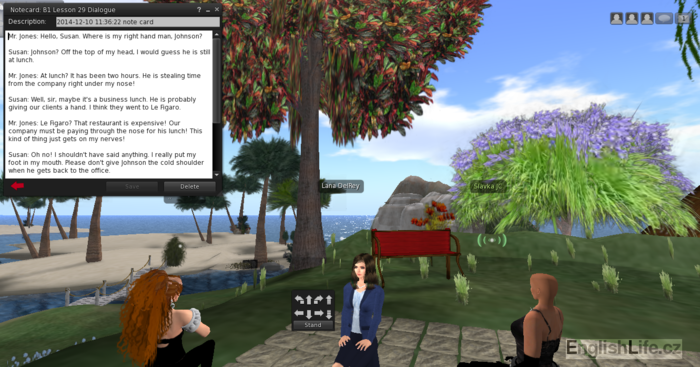 Notecard: B1 Lesson 29 Dialogue
Description: 2014-12-10 11:36:22 note card
Mr. Jones: Hello, Susan. Where is my right hand man, Johnson?
Susan: Johnson? Off the top of my head, I would guess he is still
at lunch.
Mr. Jones: At lunch? It has been two hours. He is stealing time
from the company right under my nose!
Susan: Well, sir, maybe it's a business lunch. He is probably
giving our clients a hand. I think they went to Le Figaro.
Mr. Jones: Le Figaro? That restaurant is expensive! Our
company must be paying through the nose for his lunch! This
kind of thing just gets on my nerves!
Susan: Oh no! I shouldn't have said anything. I really put my
foot in my mouth. Please don't give Johnson the cold shoulder
when he gets back to the office.
Save Delete
Lana DelRey
Slavka JC
Stand
EnglishLife.cz